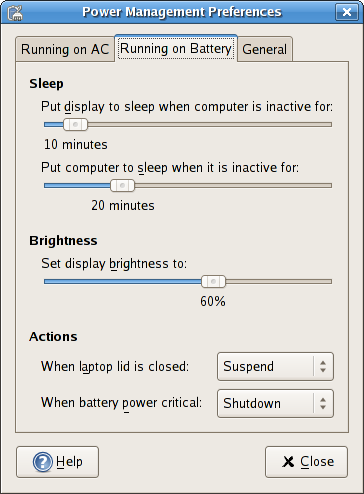 Power Management Preferences
Running on AC Running on Battery General
Sleep
Put display to sleep when computer is inactive for:
10 minutes
Put computer to sleep when it is inactive for:
20 minutes
Brightness
Set display brightness to:
60%
Actions
When laptop lid is closed: Suspend
When battery power critical: Shutdown
Help Close